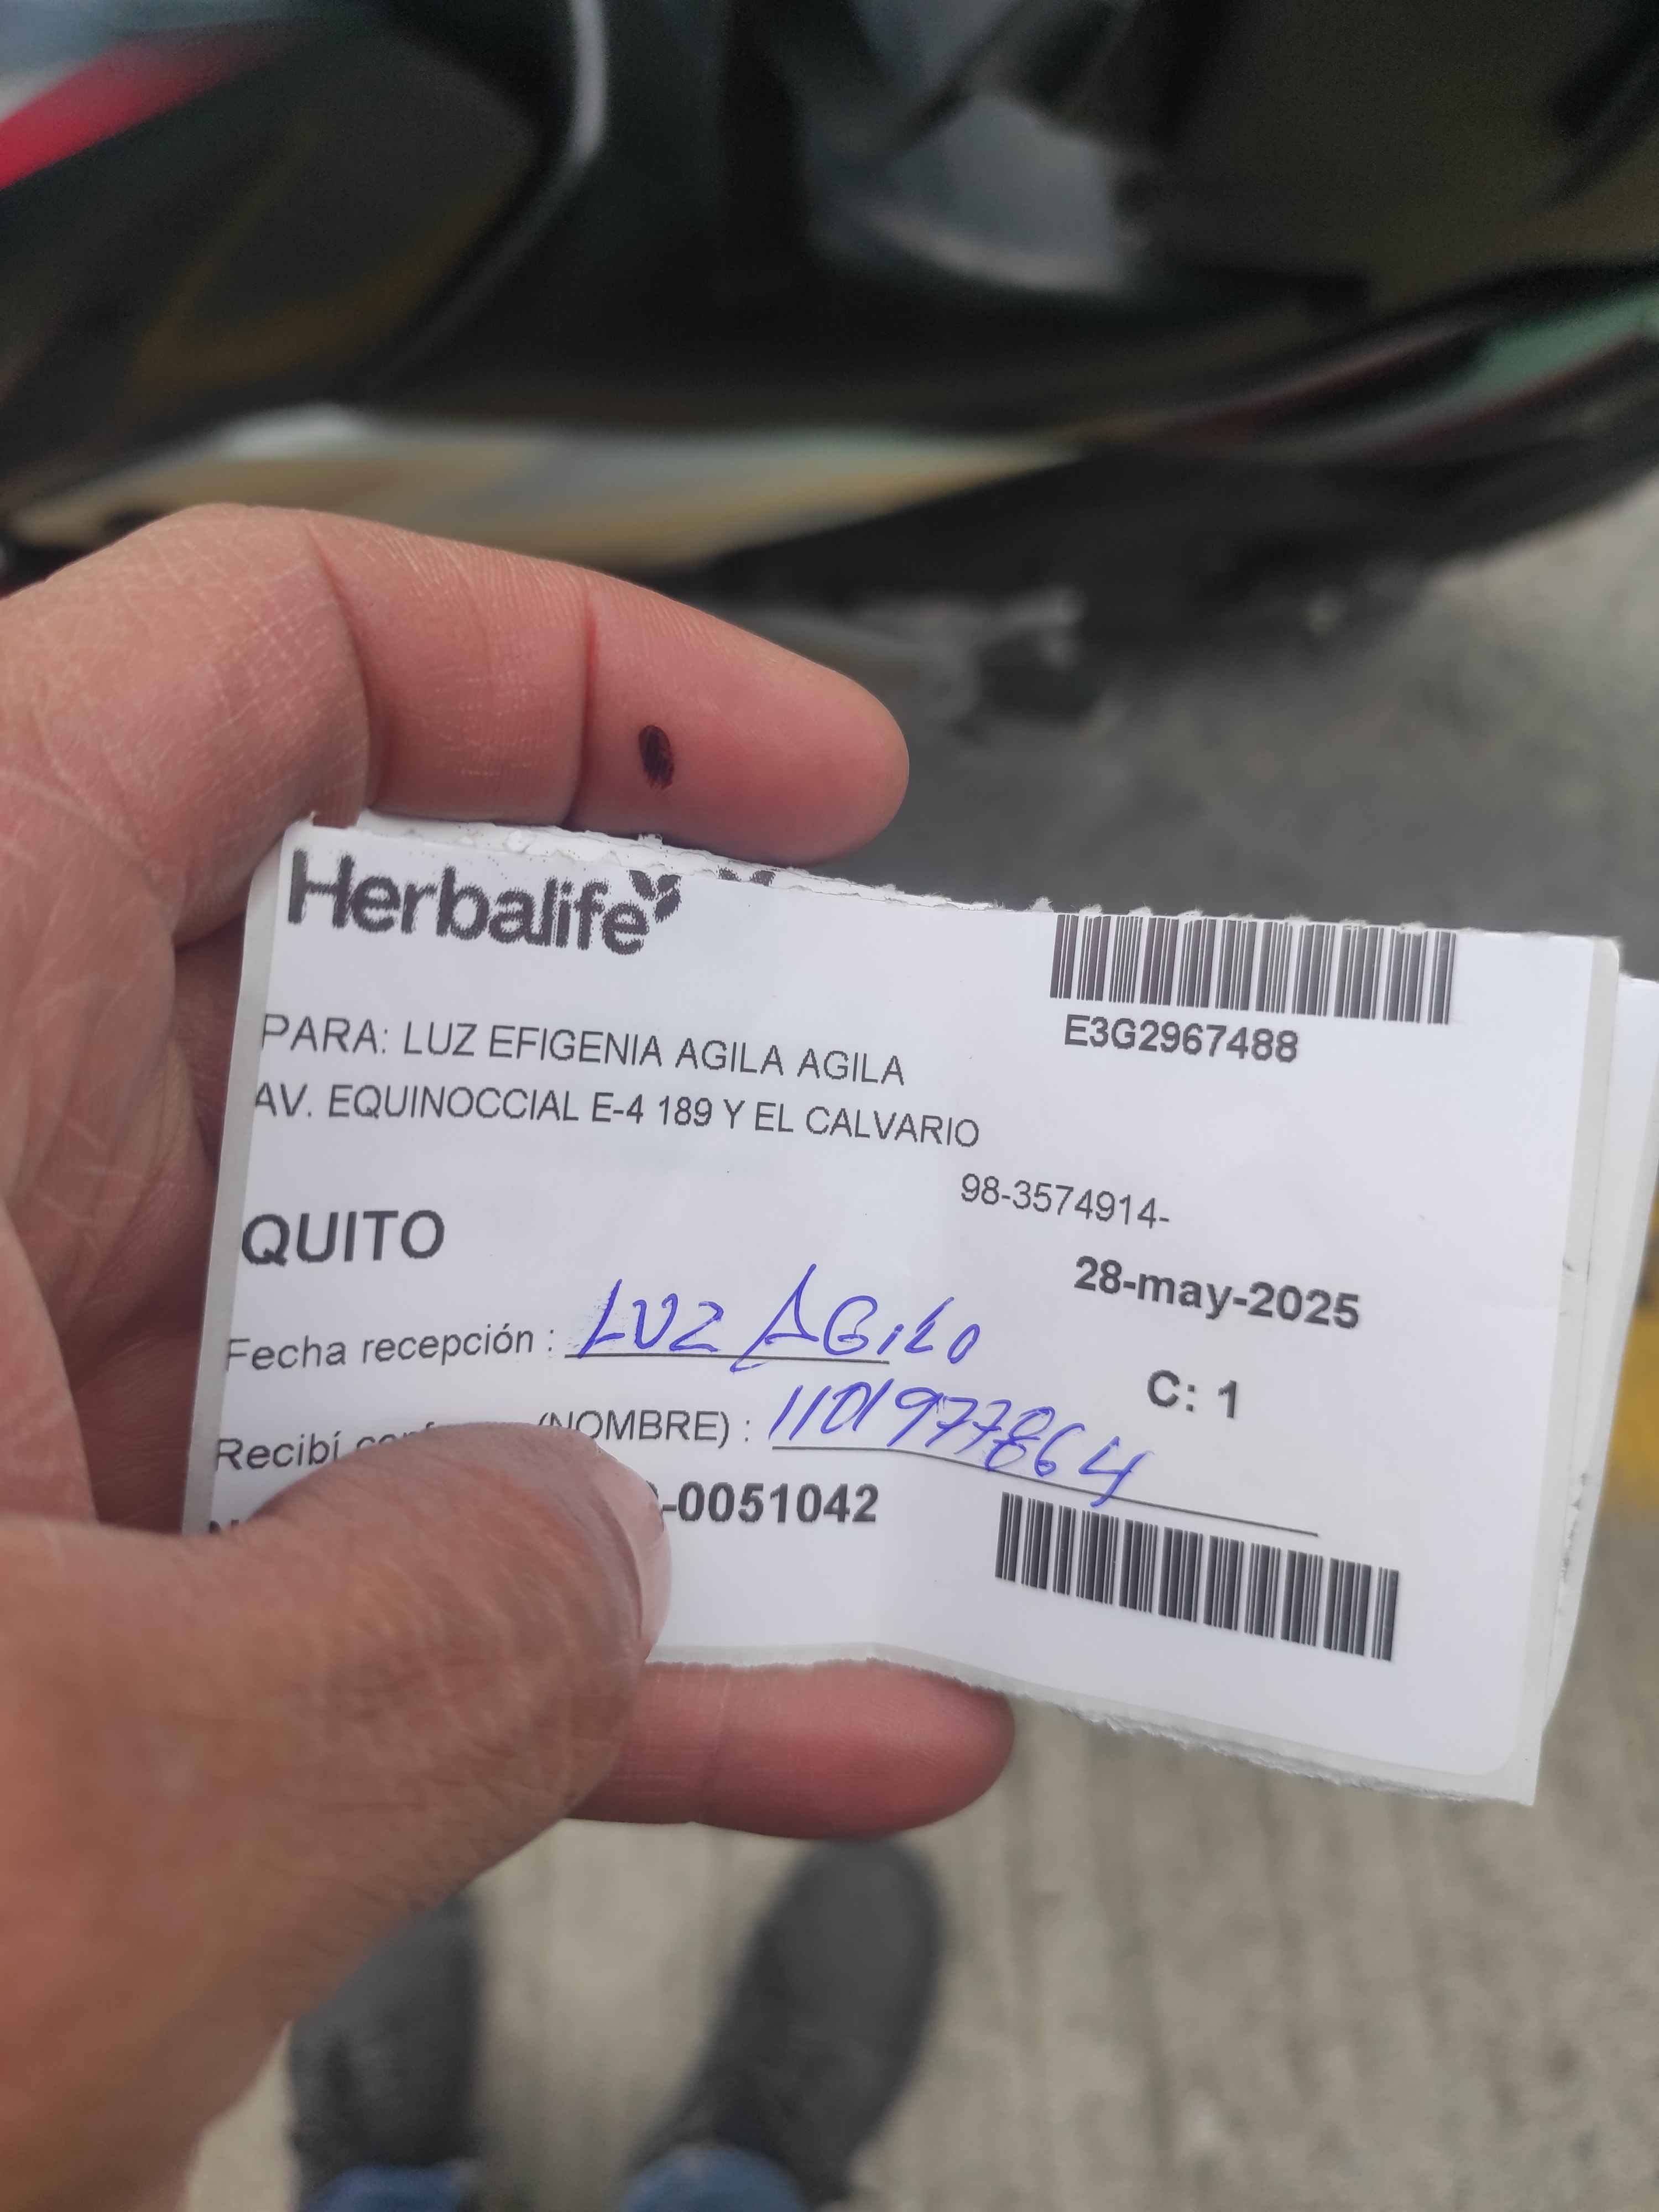 Herbalife
E3G2967488
PARA: LUZ EFIGENIA AGILA AGILA
AV. EQUINOCCIAL E-4 189 Y EL CALVARIO
98-3574914-
QUITO
28-may-2025
Fecha recepción : LUZ AGila
C: 1
Recibí (NOMBRE) : 1101977864
-0051042